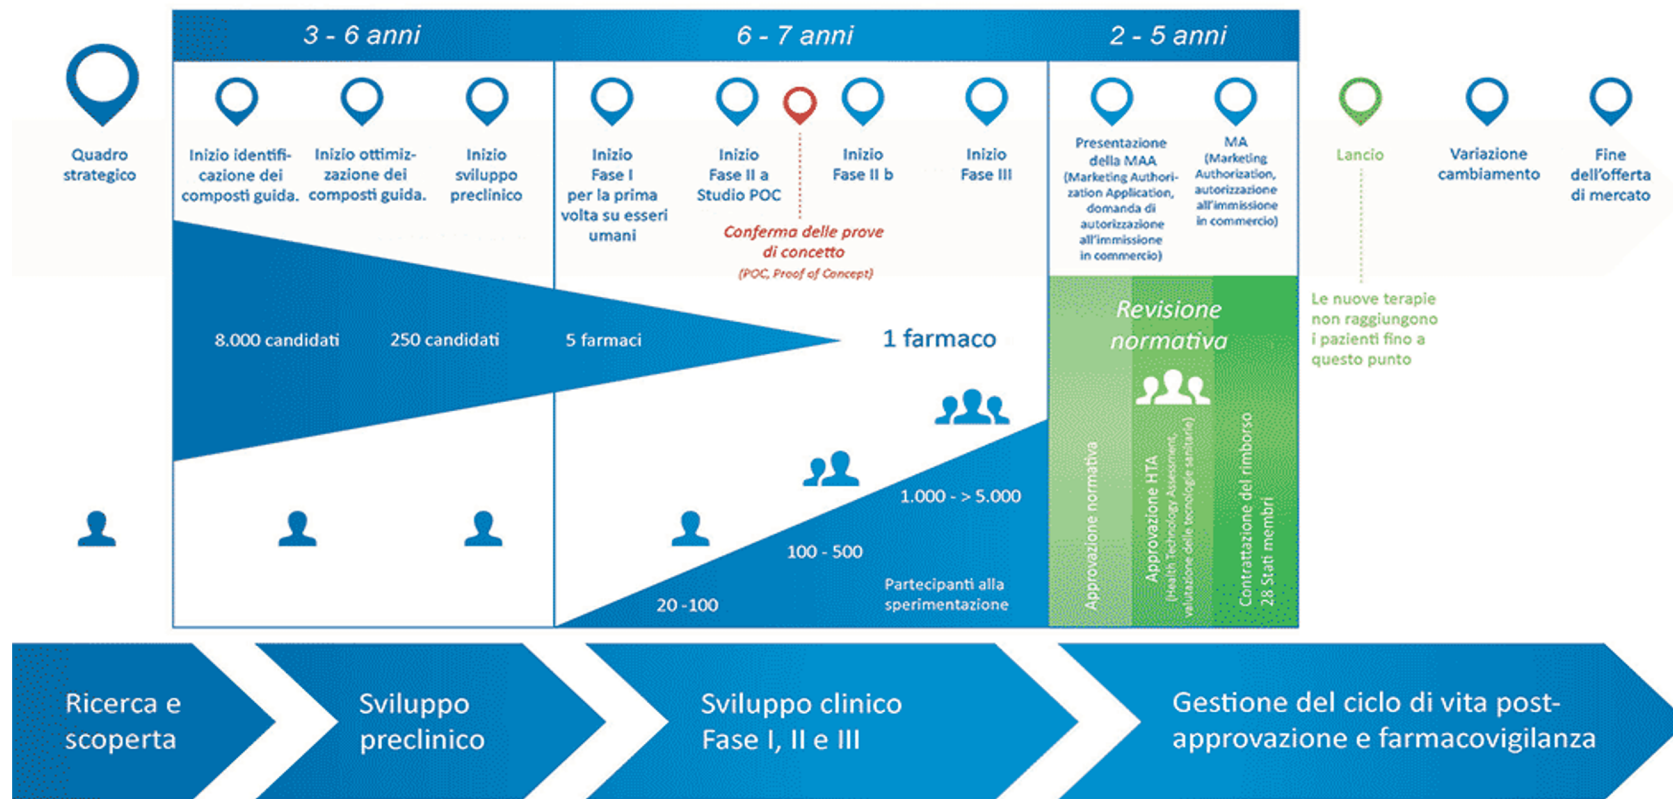 3 - 6 anni
6 - 7 anni
2 - 5 anni
Quadro
strategico
Inizio identifi-
cazione dei
composti guida.
Inizio ottimiz-
zazione dei
composti guida.
Inizio
sviluppo
preclinico
Inizio
Fase I
per la prima
volta su esseri
umani
Inizio
Fase II a
Studio POC
Conferma delle prove
di concetto
(POC, Proof of Concept)
Inizio
Fase II b
Inizio
Fase III
Presentazione
della MAA
(Marketing Authori-
zation Application,
domanda di
autorizzazione
all'immissione
in commercio)
MA
(Marketing
Authorization,
autorizzazione
all'immissione
in commercio)
Lancio
Variazione
cambiamento
Fine
dell'offerta
di mercato
8.000 candidati
250 candidati
5 farmaci
1 farmaco
Revisione
normativa
Le nuove terapie
non raggiungono
i pazienti fino a
questo punto
20 -100
100 - 500
1.000 - > 5.000
Partecipanti alla
sperimentazione
Approvazione normativa
Approvazione HTA
(Health Technology Assessment,
valutazione delle tecnologie sanitarie)
Contrattazione del rimborso
28 Stati membri
Ricerca e
scoperta
Sviluppo
preclinico
Sviluppo clinico
Fase I, II e III
Gestione del ciclo di vita post-
approvazione e farmacovigilanza